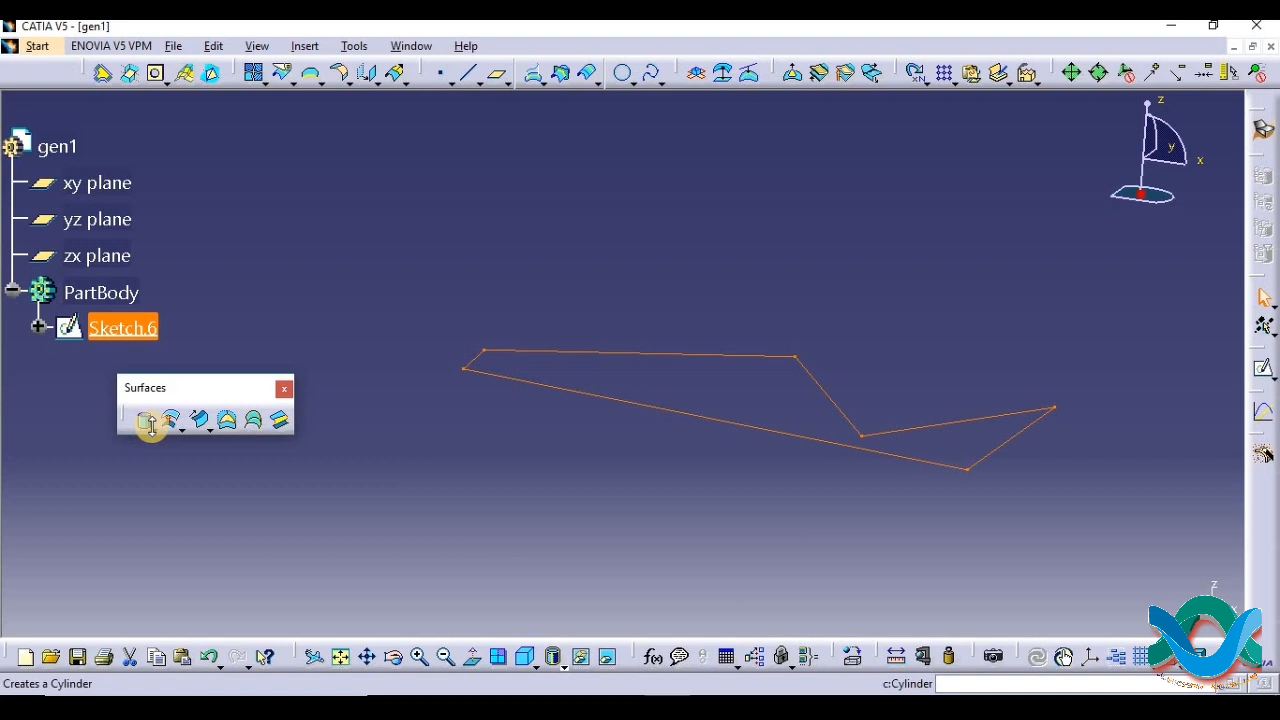 CATIA V5 - [gen1]
Start ENOVIA V5 VPM File Edit View Insert Tools Window Help
z
y
x
gen1
xy plane
yz plane
zx plane
PartBody
Sketch.6
Surfaces
z
f(x)
Creates a Cylinder
c:Cylinder